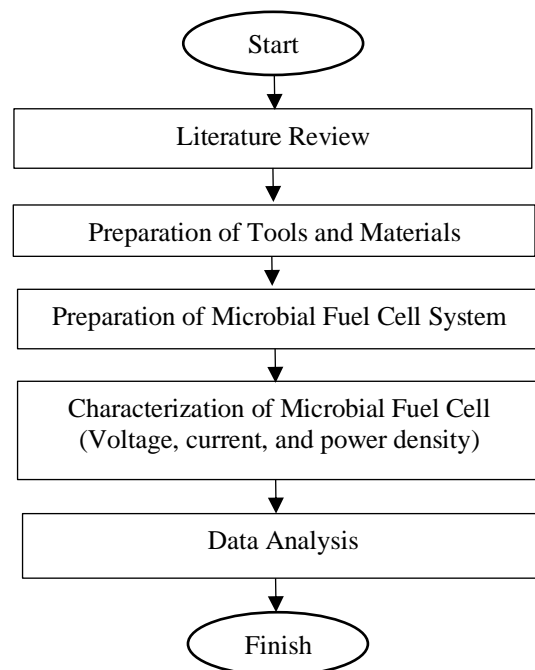 Start
Literature Review
Preparation of Tools and Materials
Preparation of Microbial Fuel Cell System
Characterization of Microbial Fuel Cell
(Voltage, current, and power density)
Data Analysis
Finish